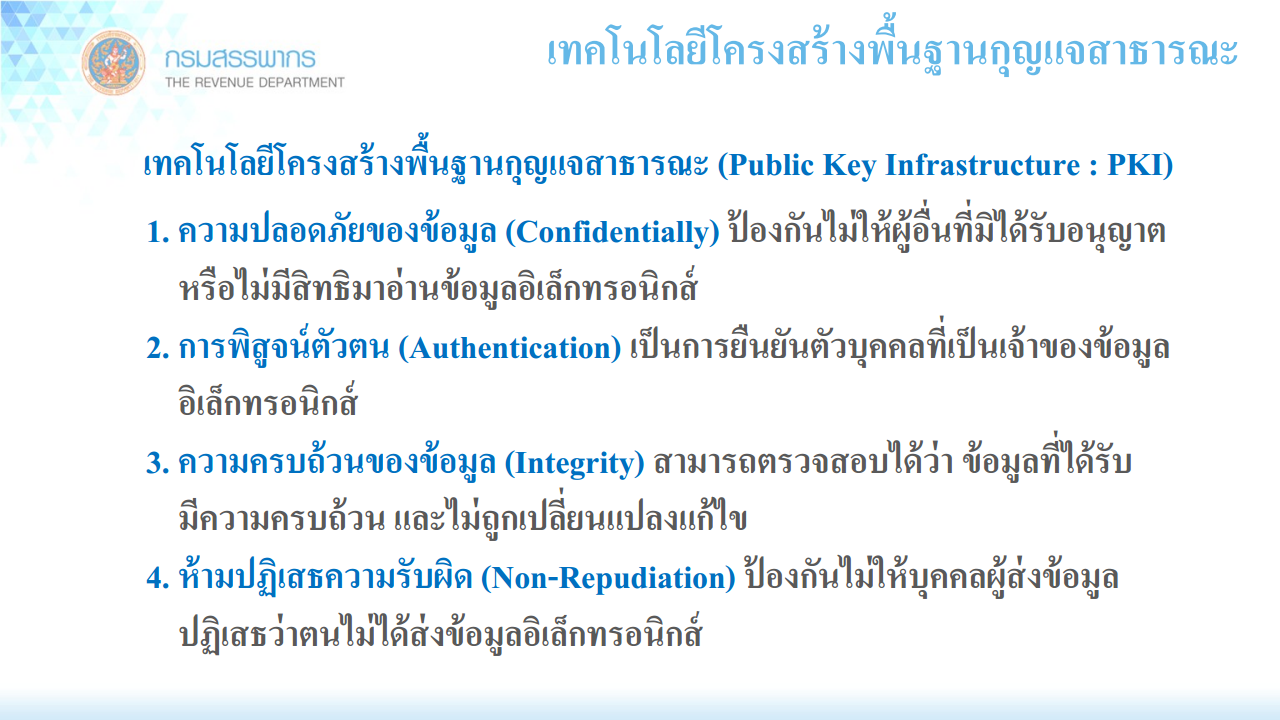 กรมสรรพากร
THE REVENUE DEPARTMENT
เทคโนโลยีโครงสร้างพื้นฐานกุญแจสาธารณะ
เทคโนโลยีโครงสร้างพื้นฐานกุญแจสาธารณะ (Public Key Infrastructure : PKI)
1. ความปลอดภัยของข้อมูล (Confidentially) ป้องกันไม่ให้ผู้อื่นที่มิได้รับอนุญาต
หรือไม่มีสิทธิมาอ่านข้อมูลอิเล็กทรอนิกส์
2. การพิสูจน์ตัวตน (Authentication) เป็นการยืนยันตัวบุคคลที่เป็นเจ้าของข้อมูล
อิเล็กทรอนิกส์
3. ความครบถ้วนของข้อมูล (Integrity) สามารถตรวจสอบได้ว่า ข้อมูลที่ได้รับ
มีความครบถ้วน และไม่ถูกเปลี่ยนแปลงแก้ไข
4. ห้ามปฏิเสธความรับผิด (Non-Repudiation) ป้องกันไม่ให้บุคคลผู้ส่งข้อมูล
ปฏิเสธว่าตนไม่ได้ส่งข้อมูลอิเล็กทรอนิกส์